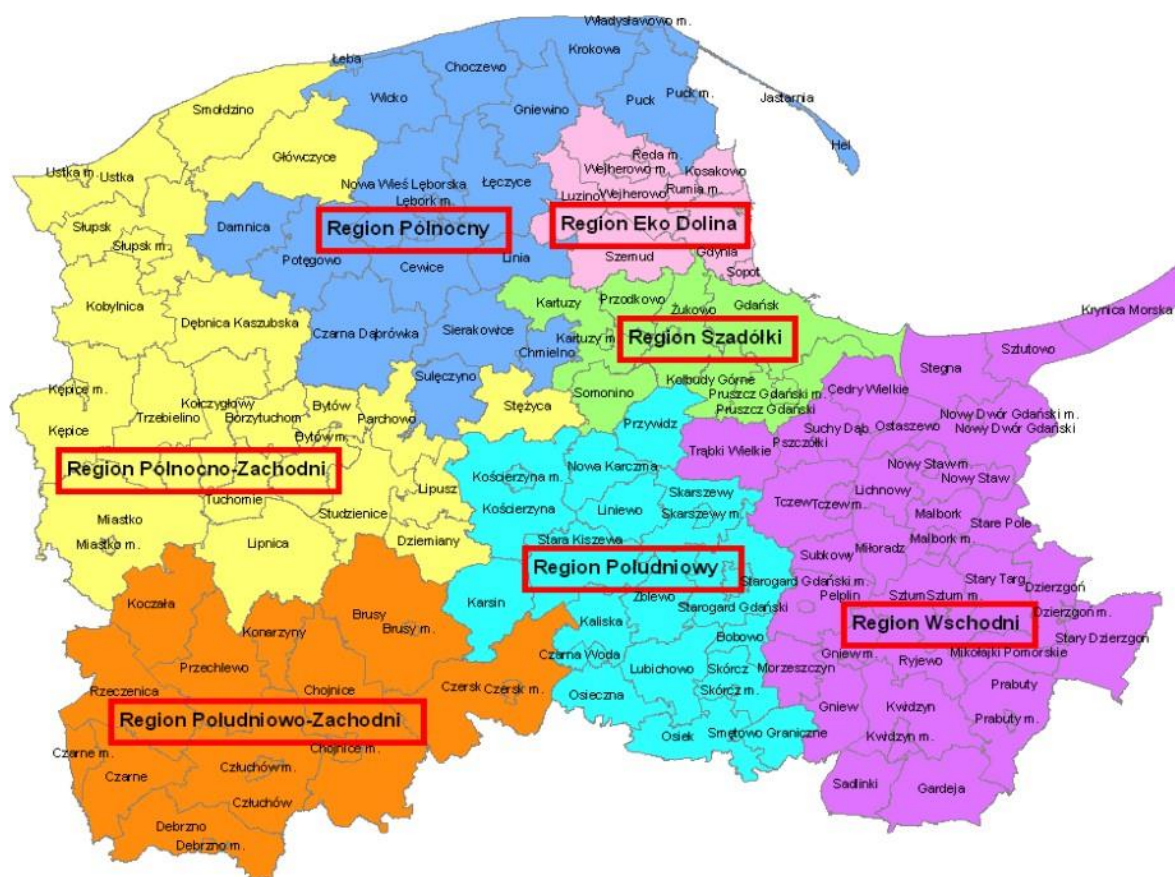 Władysławowo m.
Krokowa
Łeba
Choczewo
Wicko
Puck
Puck m.
Jastarnia
Gniewino
Smołdzino
Hel
Główczyce
Reda m.
Wejherowo m.
Kosakowo
Ustka m.
Ustka
Nowa Wieś Lęborska
Łęczyce
Luzino
Wejherowo
Rumia m.
Lębork m.
Słupsk
Damnica
Region Północny
Region Eko Dolina
Słupsk m.
Potęgowo
Cewice
Linia
Szemud
Gdynia
Sopot
Kobylnica
Kartuzy
Przodkowo
Żukowo
Gdańsk
Krynica Morska
Dębnica Kaszubska
Czarna Dąbrówka
Sierakowice
Kartuzy m.
Region Szadółki
Chmielno
Sztutowo
Stegna
Kępice m.
Sulęczyno
Somonino
Kolbudy Górne
Pruszcz Gdański m.
Pruszcz Gdański
Cedry Wielkie
Kołczygłowy
Trzebielino
Borzytuchom
Bytów
Parchowo
Stężyca
Przywidz
Nowy Dwór Gdański m.
Nowy Dwór Gdański
Kępice
Bytów m.
Suchy Dąb.
Ostaszewo
Pszczółki
Trąbki Wielkie
Region Północno-Zachodni
Kościerzyna m.
Nowa Karczma
Nowy Staw m.
Nowy Staw
Lipusz
Skarszewy
Tczew
Tczew m.
Lichnowy
Tuchomie
Studzienice
Kościerzyna
Liniewo
Skarszewy m.
Malbork
Miastko
Stare Pole
Miastko m.
Lipnica
Dziemiany
Stara Kiszewa
Malbork m.
Subkowy
Miłoradz
Region Południowy
Starogard Gdański m.
Stary Targ
Dzierzgoń
Koczała
Brusy
Karsin
Zblewo
Pelplin
Sztum
Sztum m.
Starogard Gdański
Dzierzgoń m.
Konarzyny
Brusy m.
Kaliska
Region Wschodni
Stary Dzierzgoń
Bobowo
Czarna Woda
Gniew m.
Ryjewo
Mikołajki Pomorskie
Przechlewo
Lubichowo
Skórcz
Morzeszczyn
Rzeczenica
Chojnice
Czersk
Czersk m.
Osieczna
Skórcz m.
Prabuty
Region Południowo-Zachodni
Gniew
Kwidzyn
Prabuty m.
Czarne m.
Chojnice m.
Osiek
Smętowo Graniczne
Kwidzyn m.
Czarne
Człuchów m.
Człuchów
Sadlinki
Gardeja
Debrzno
Debrzno m.